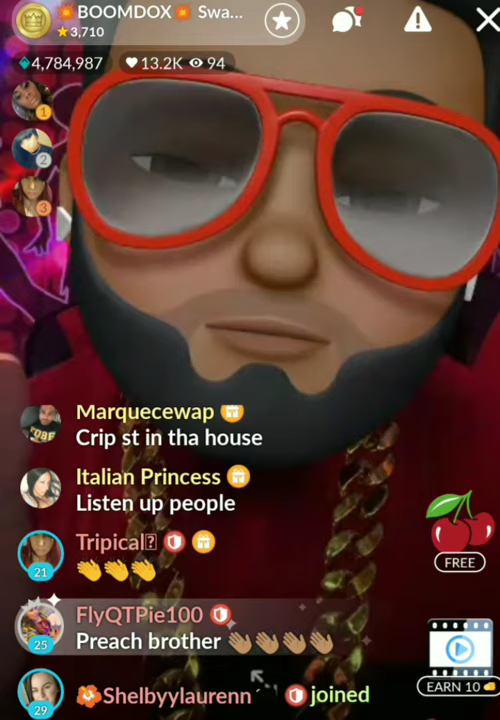 💥BOOMDOX💥 Swa...
3,710
4,784,987 13.2K 94
1
2
3
Marquecewap
Crip st in tha house
Italian Princess
Listen up people
Tripical
21
👏👏👏
FREE
FlyQTPie100
25
Preach brother 👏🏽👏🏽👏🏽👏🏽
EARN 10
Shelbyylaurenn joined
29